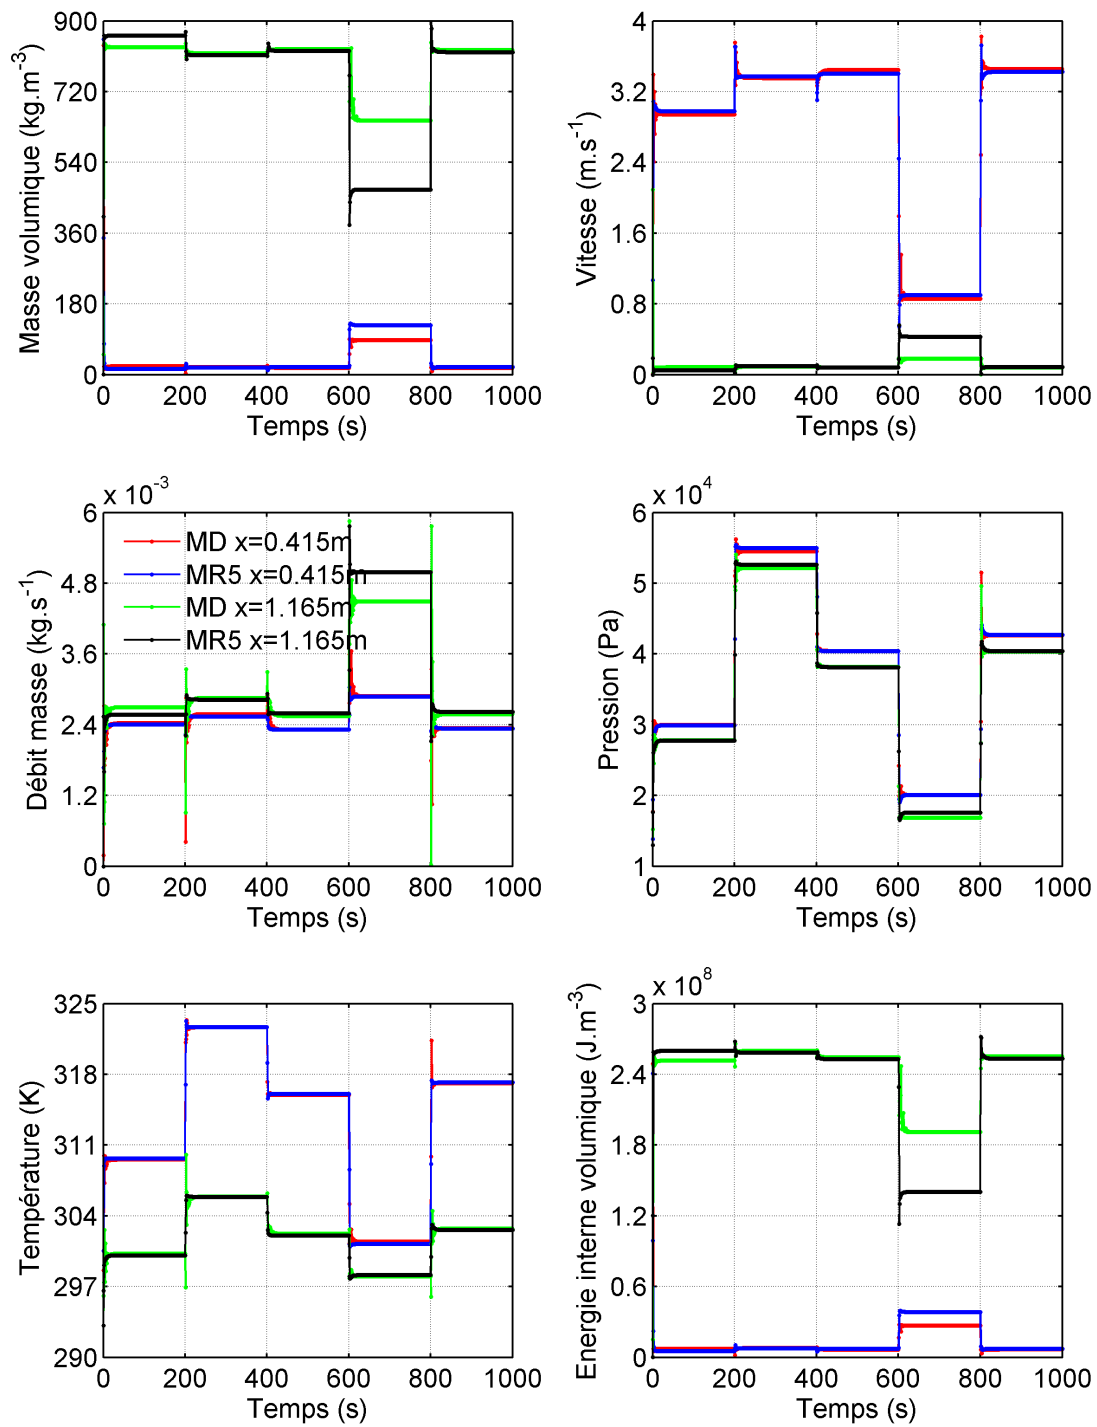 900
720
540
360
180
0
Masse volumique (kg.m-3)
0 200 400 600 800 1000
Temps (s)
4
3.2
2.4
1.6
0.8
0
Vitesse (m.s-1)
0 200 400 600 800 1000
Temps (s)
x 10-3
6
4.8
3.6
2.4
1.2
0
Débit masse (kg.s-1)
MD x=0.415m
MR5 x=0.415m
MD x=1.165m
MR5 x=1.165m
0 200 400 600 800 1000
Temps (s)
x 104
6
5
4
3
2
1
Pression (Pa)
0 200 400 600 800 1000
Temps (s)
325
318
311
304
297
290
Température (K)
0 200 400 600 800 1000
Temps (s)
x 108
3
2.4
1.8
1.2
0.6
0
Energie interne volumique (J.m-3)
0 200 400 600 800 1000
Temps (s)